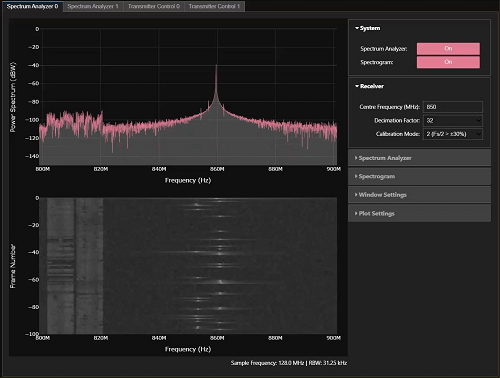 Spectrum Analyzer 0 Spectrum Analyzer 1 Transmitter Control 0 Transmitter Control 1
System
Spectrum Analyzer: On
Spectrogram: On
Receiver
Centre Frequency (MHz): 850
Decimation Factor: 32
Calibration Mode: 2 (Fs/2 > ±30%)
Spectrum Analyzer
Spectrogram
Window Settings
Plot Settings
Power Spectrum (dBW)
0
−20
−40
−60
−80
−100
−120
−140
800M 820M 840M 860M 880M 900M
Frequency (Hz)
Frame Number
0
−20
−40
−60
−80
−100
800M 820M 840M 860M 880M 900M
Frequency (Hz)
Sample Frequency: 128.0 MHz | RBW: 31.25 kHz